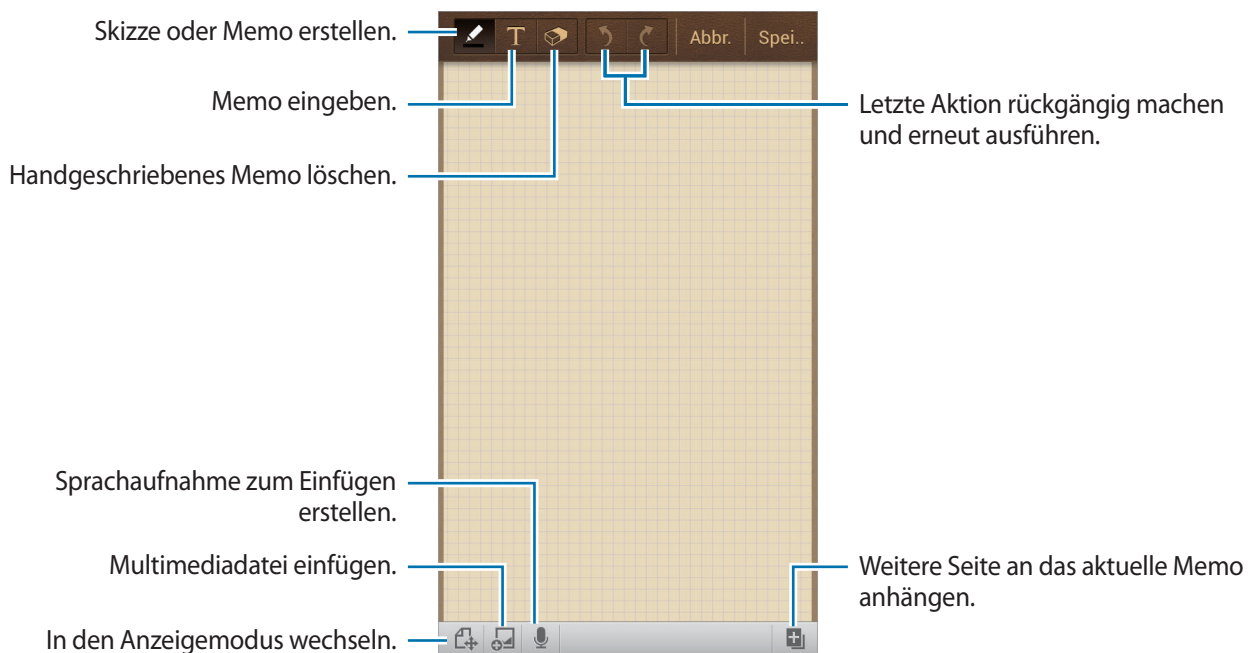 Skizze oder Memo erstellen.
T
Abbr.
Spei..
Memo eingeben.
Letzte Aktion rückgängig machen
und erneut ausführen.
Handgeschriebenes Memo löschen.
Sprachaufnahme zum Einfügen
erstellen.
Multimediadatei einfügen.
Weitere Seite an das aktuelle Memo
anhängen.
In den Anzeigemodus wechseln.